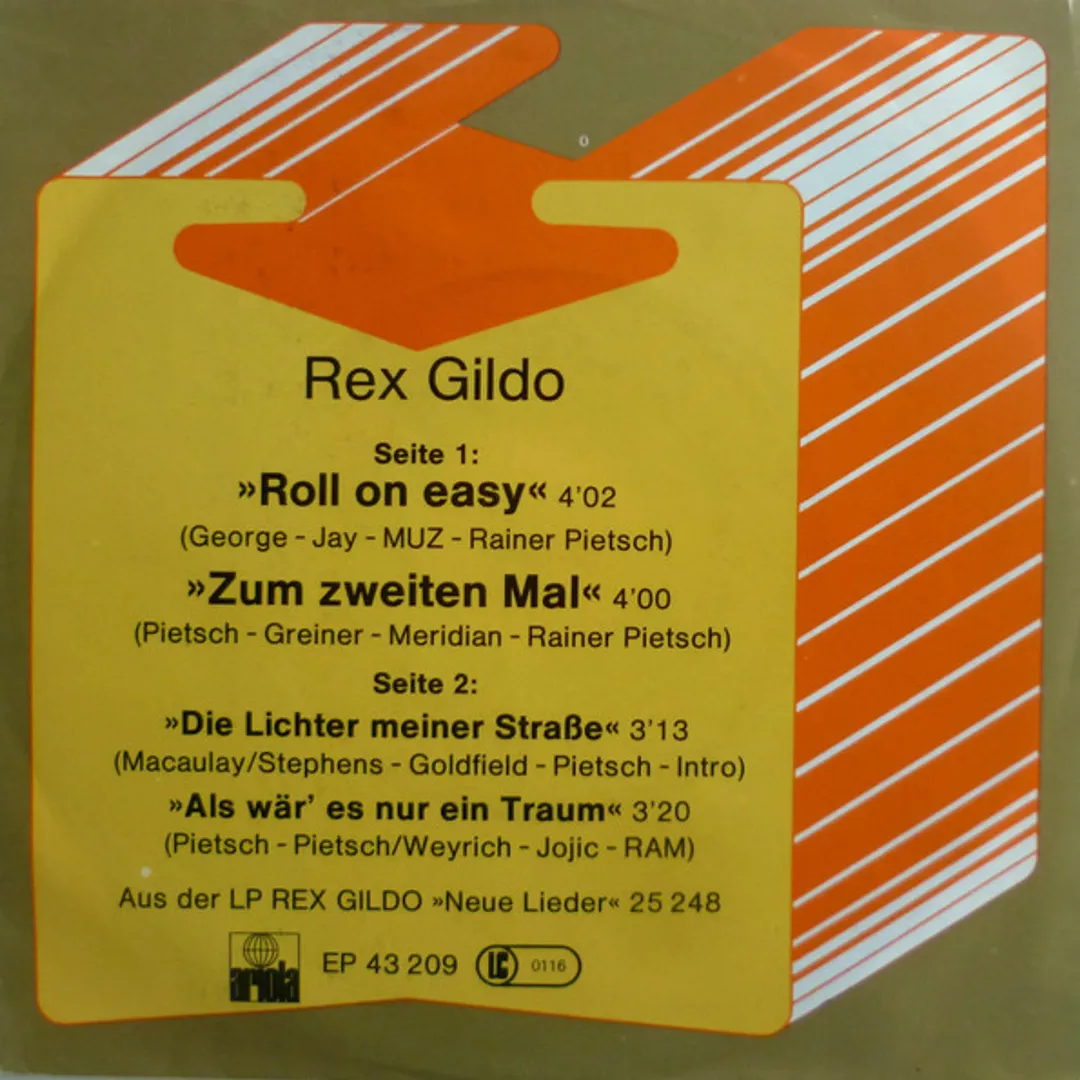 Rex Gildo
Seite 1:
»Roll on easy« 4'02
(George - Jay - MUZ - Rainer Pietsch)
»Zum zweiten Mal« 4'00
(Pietsch - Greiner - Meridian - Rainer Pietsch)
Seite 2:
»Die Lichter meiner Straße« 3'13
(Macaulay/Stephens - Goldfield - Pietsch - Intro)
»Als wär' es nur ein Traum« 3'20
(Pietsch - Pietsch/Weyrich - Jojic - RAM)
Aus der LP REX GILDO »Neue Lieder« 25 248
ariola EP 43 209 LC 0116